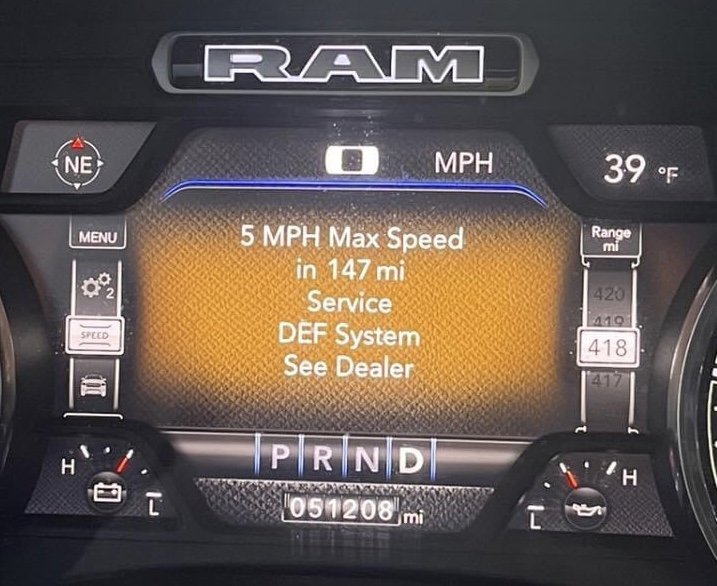 RAM
NE
0 MPH
39 °F
MENU
5 MPH Max Speed
in 147 mi
Service
DEF System
See Dealer
Range
mi
2
SPEED
420
419
418
417
P R N D
H
L
051208 mi
H
L